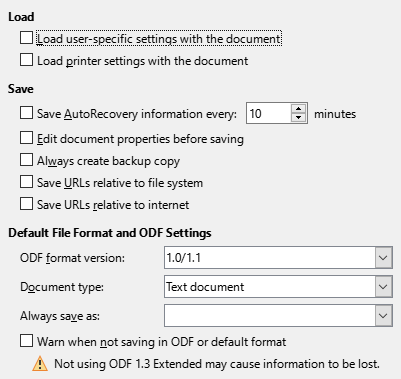 Load
Load user-specific settings with the document
Load printer settings with the document
Save
Save AutoRecovery information every: 10 minutes
Edit document properties before saving
Always create backup copy
Save URLs relative to file system
Save URLs relative to internet
Default File Format and ODF Settings
ODF format version: 1.0/1.1
Document type: Text document
Always save as:
Warn when not saving in ODF or default format
Not using ODF 1.3 Extended may cause information to be lost.